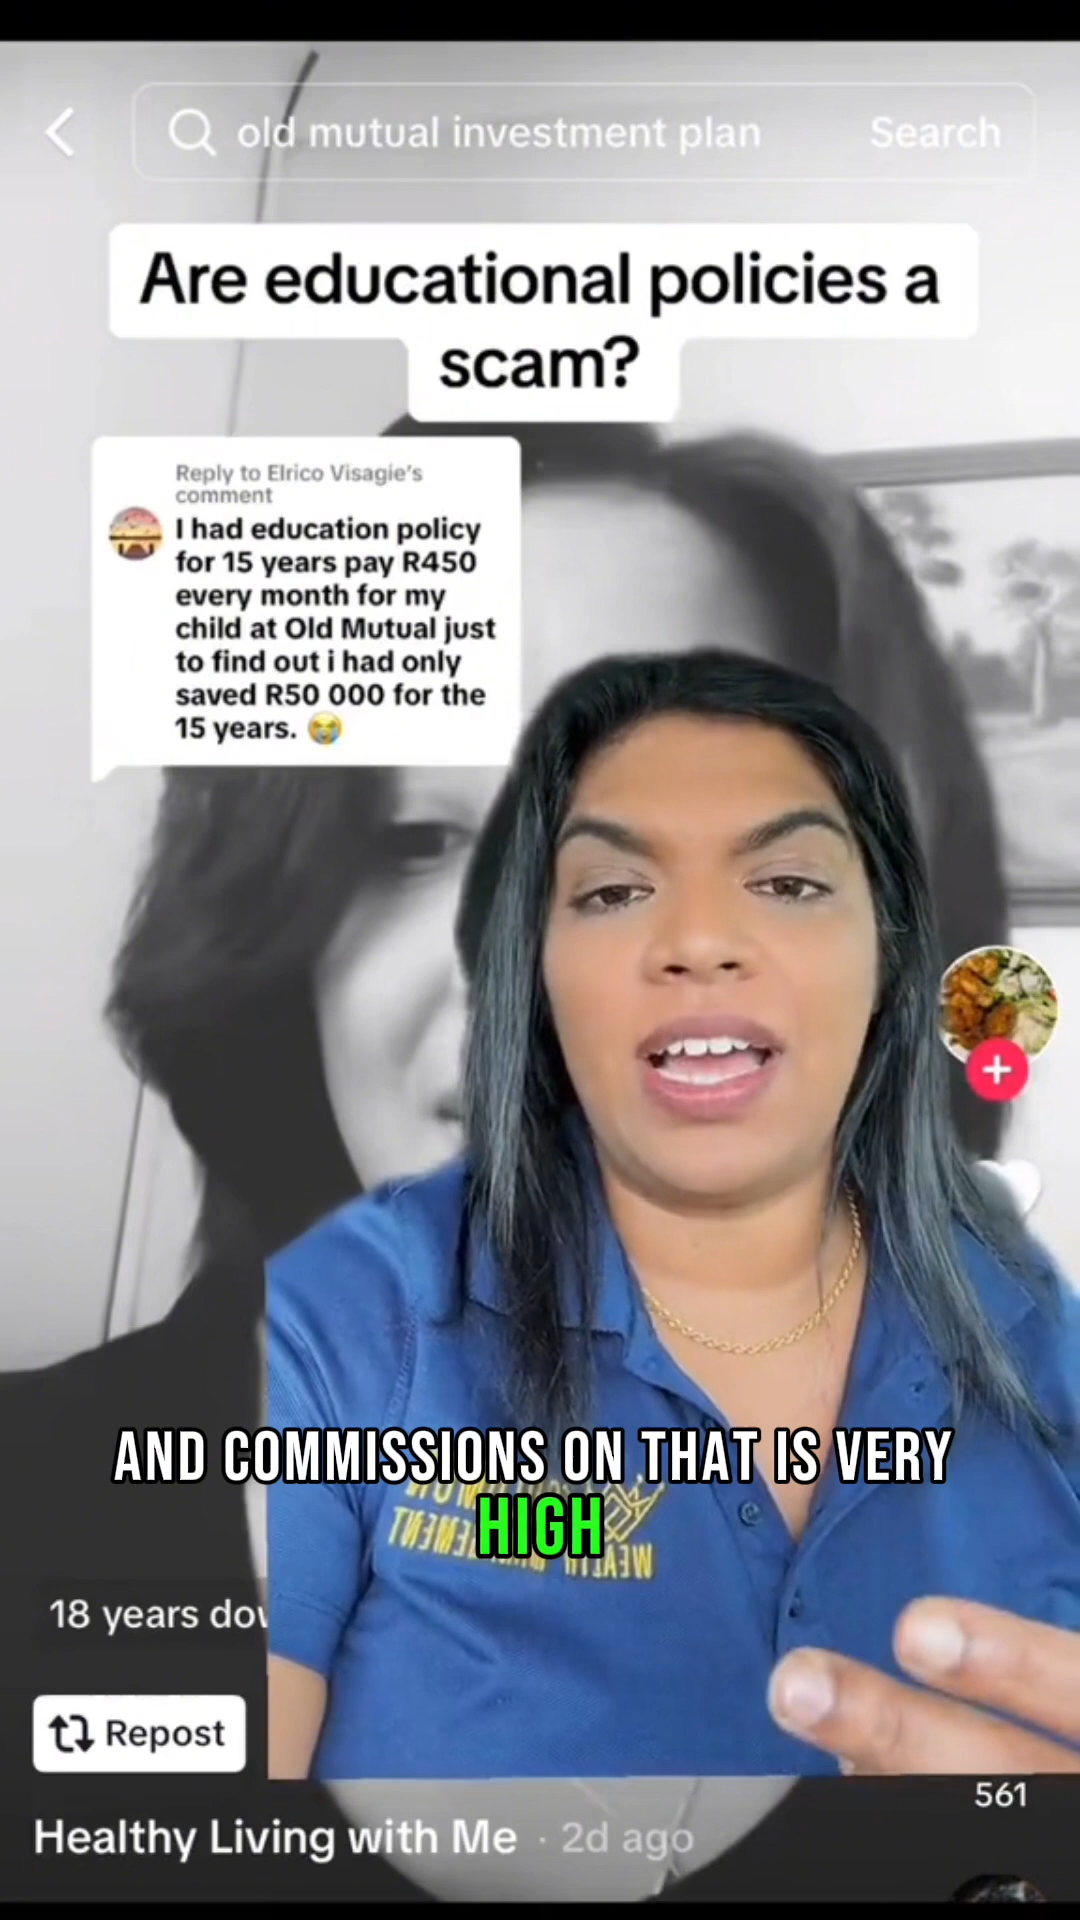 old mutual investment plan
Search
Are educational policies a
scam?
Reply to Elrico Visagie's
comment
I had education policy
for 15 years pay R450
every month for my
child at Old Mutual just
to find out i had only
saved R50 000 for the
15 years. 😭
AND COMMISSIONS ON THAT IS VERY
HIGH
WEALTH
18 years dow
Repost
561
Healthy Living with Me · 2d ago